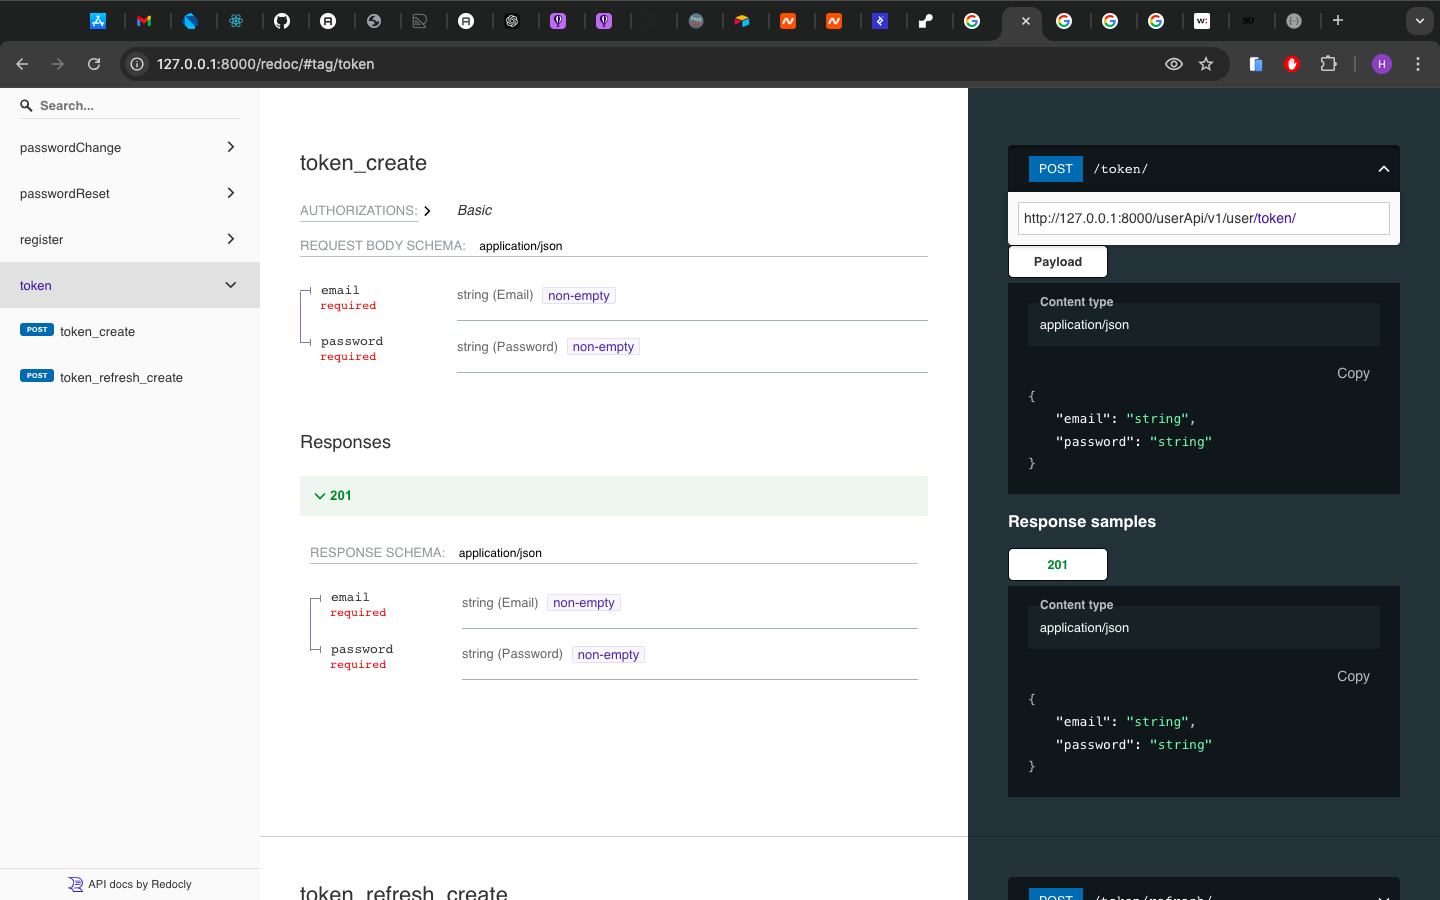 127.0.0.1:8000/redoc/#tag/token
H
w:
Search...
passwordChange
passwordReset
register
token
POST token_create
POST token_refresh_create
API docs by Redocly
token_create
AUTHORIZATIONS: Basic
REQUEST BODY SCHEMA: application/json
email
required
string (Email) non-empty
password
required
string (Password) non-empty
Responses
201
RESPONSE SCHEMA: application/json
email
required
string (Email) non-empty
password
required
string (Password) non-empty
token_refresh_create
POST /token/
http://127.0.0.1:8000/userApi/v1/user/token/
Payload
Content type
application/json
Copy
{
"email": "string",
"password": "string"
}
Response samples
201
Content type
application/json
Copy
{
"email": "string",
"password": "string"
}
POST /token/refresh/